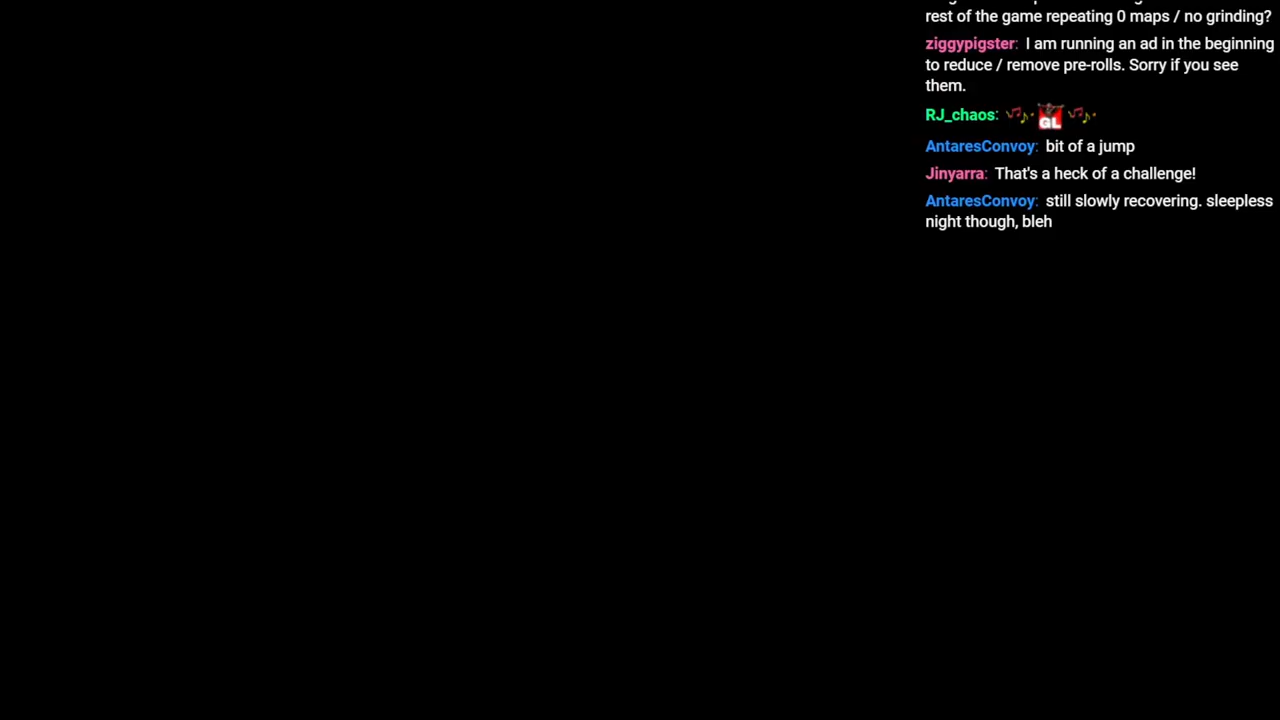 rest of the game repeating 0 maps / no grinding?
ziggypigster: I am running an ad in the beginning
to reduce / remove pre-rolls. Sorry if you see
them.
RJ_chaos: GL
AntaresConvoy: bit of a jump
Jinyarra: That's a heck of a challenge!
AntaresConvoy: still slowly recovering. sleepless
night though, bleh